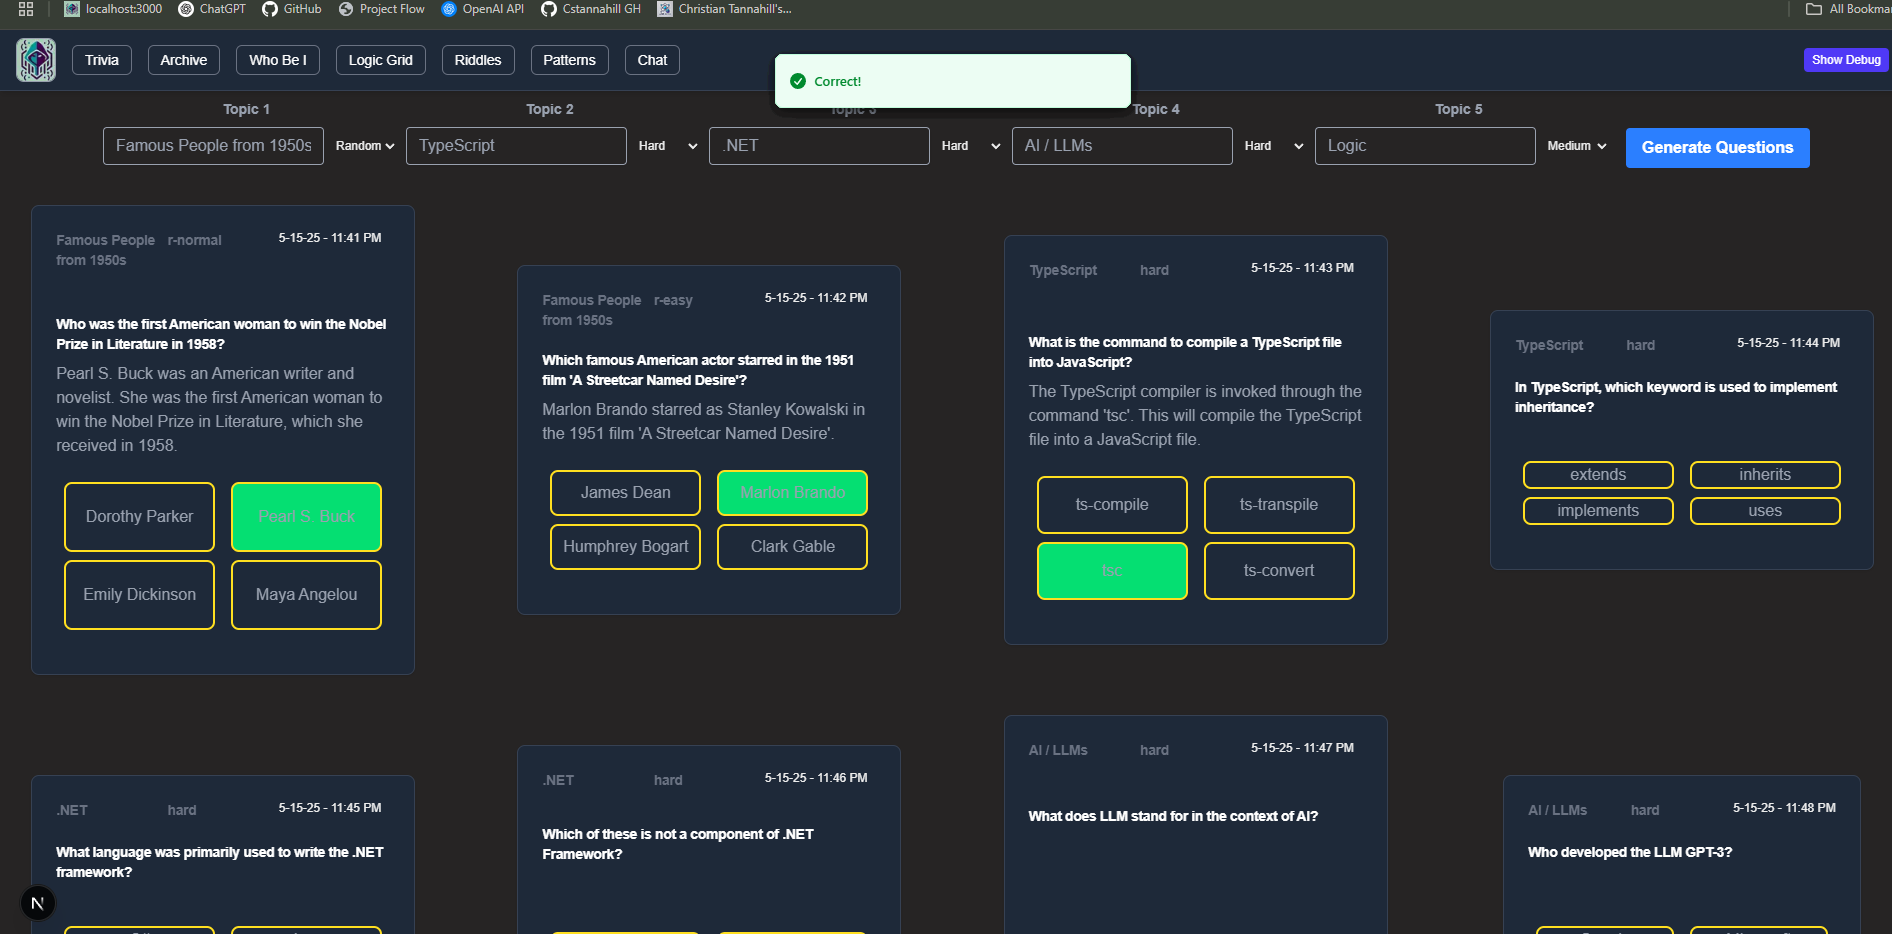 localhost:3000 ChatGPT GitHub Project Flow OpenAI API Cstannahill GH Christian Tannahill's... All Bookmar
Trivia Archive Who Be I Logic Grid Riddles Patterns Chat Show Debug
Correct!
Topic 1 Topic 2 Topic 3 Topic 4 Topic 5
Famous People from 1950s Random TypeScript Hard .NET Hard AI / LLMs Hard Logic Medium Generate Questions
Famous People r-normal 5-15-25 - 11:41 PM
from 1950s
Who was the first American woman to win the Nobel
Prize in Literature in 1958?
Pearl S. Buck was an American writer and
novelist. She was the first American woman to
win the Nobel Prize in Literature, which she
received in 1958.
Dorothy Parker Pearl S. Buck
Emily Dickinson Maya Angelou
Famous People r-easy 5-15-25 - 11:42 PM
from 1950s
Which famous American actor starred in the 1951
film 'A Streetcar Named Desire'?
Marlon Brando starred as Stanley Kowalski in
the 1951 film 'A Streetcar Named Desire'.
James Dean Marlon Brando
Humphrey Bogart Clark Gable
TypeScript hard 5-15-25 - 11:43 PM
What is the command to compile a TypeScript file
into JavaScript?
The TypeScript compiler is invoked through the
command 'tsc'. This will compile the TypeScript
file into a JavaScript file.
ts-compile ts-transpile
tsc ts-convert
TypeScript hard 5-15-25 - 11:44 PM
In TypeScript, which keyword is used to implement
inheritance?
extends inherits
implements uses
.NET hard 5-15-25 - 11:45 PM
What language was primarily used to write the .NET
framework?
.NET hard 5-15-25 - 11:46 PM
Which of these is not a component of .NET
Framework?
AI / LLMs hard 5-15-25 - 11:47 PM
What does LLM stand for in the context of AI?
AI / LLMs hard 5-15-25 - 11:48 PM
Who developed the LLM GPT-3?
N